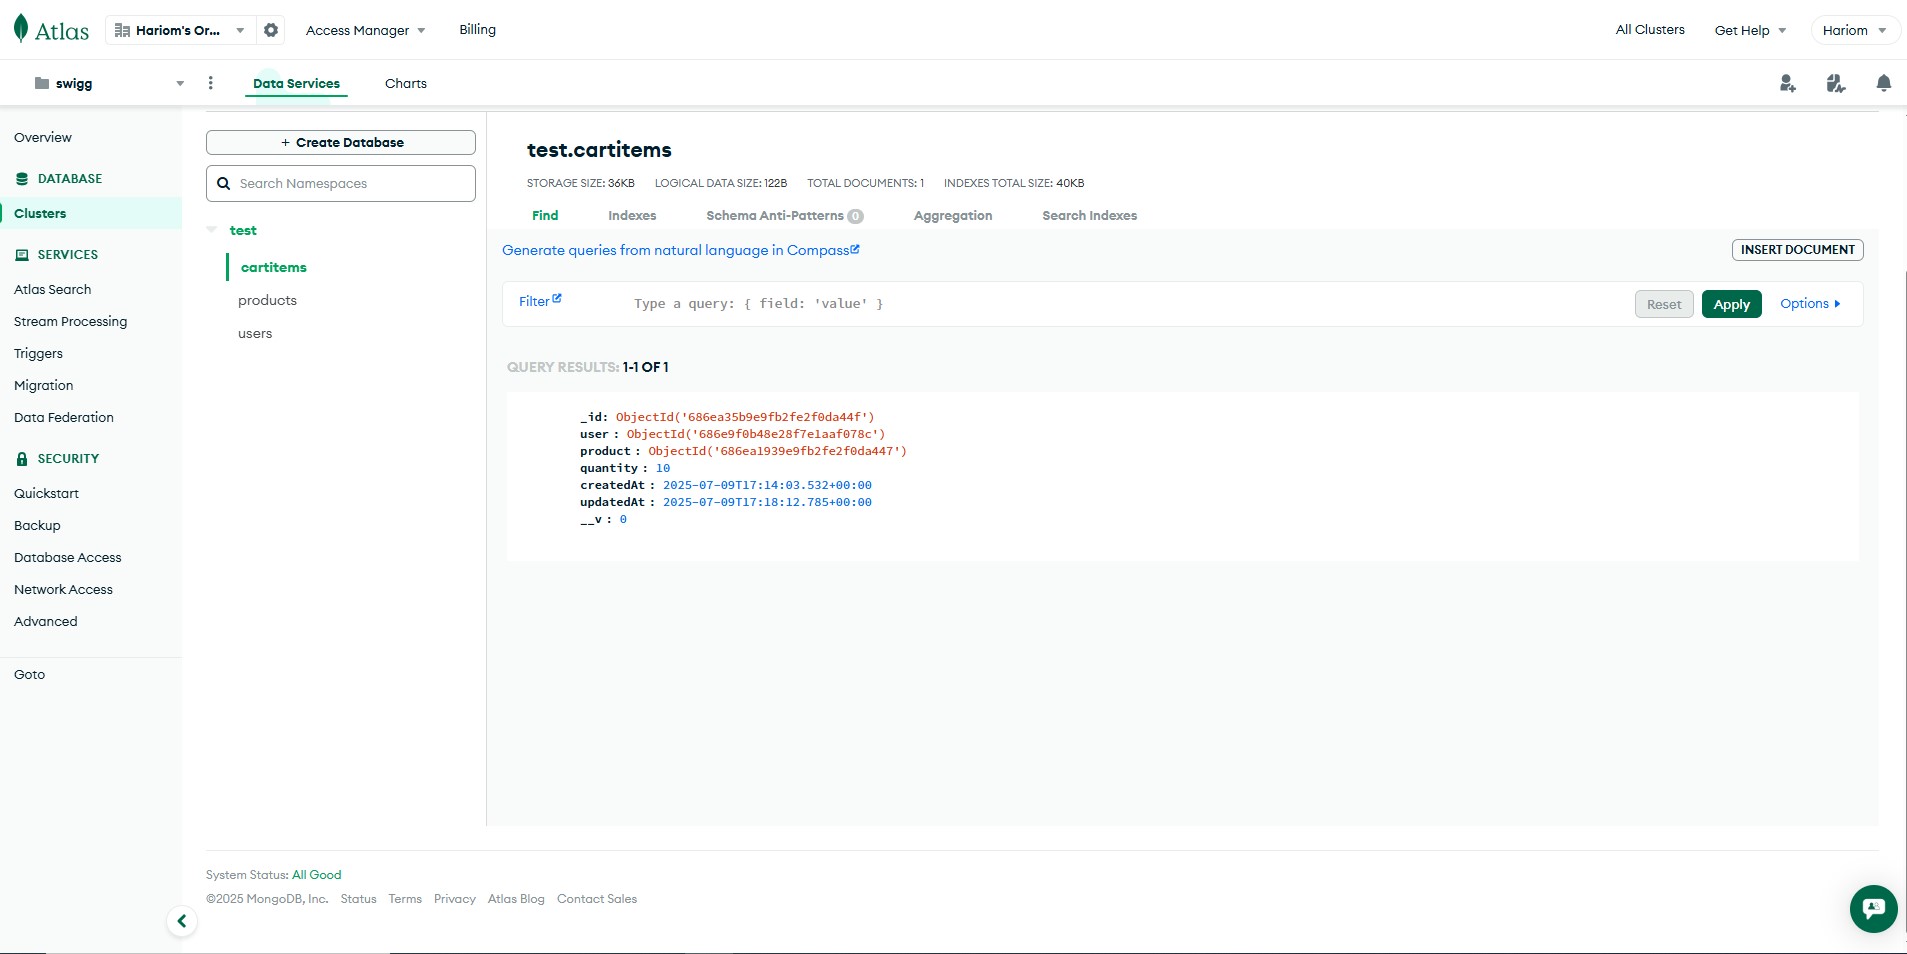 Atlas
Hariom's Or...
Access Manager
Billing
All Clusters
Get Help
Hariom
swigg
Data Services
Charts
Overview
DATABASE
Clusters
SERVICES
Atlas Search
Stream Processing
Triggers
Migration
Data Federation
SECURITY
Quickstart
Backup
Database Access
Network Access
Advanced
Goto
+ Create Database
Search Namespaces
test
cartitems
products
users
test.cartitems
STORAGE SIZE: 36KB LOGICAL DATA SIZE: 122B TOTAL DOCUMENTS: 1 INDEXES TOTAL SIZE: 40KB
Find Indexes Schema Anti-Patterns 0 Aggregation Search Indexes
Generate queries from natural language in Compass
INSERT DOCUMENT
Filter
Type a query: { field: 'value' }
Reset
Apply
Options
QUERY RESULTS: 1-1 OF 1
_id: ObjectId('686ea35b9e9fb2fe2f0da44f')
user : ObjectId('686e9f0b48e28f7e1aaf078c')
product : ObjectId('686ea1939e9fb2fe2f0da447')
quantity : 10
createdAt : 2025-07-09T17:14:03.532+00:00
updatedAt : 2025-07-09T17:18:12.785+00:00
__v : 0
System Status: All Good
©2025 MongoDB, Inc. Status Terms Privacy Atlas Blog Contact Sales